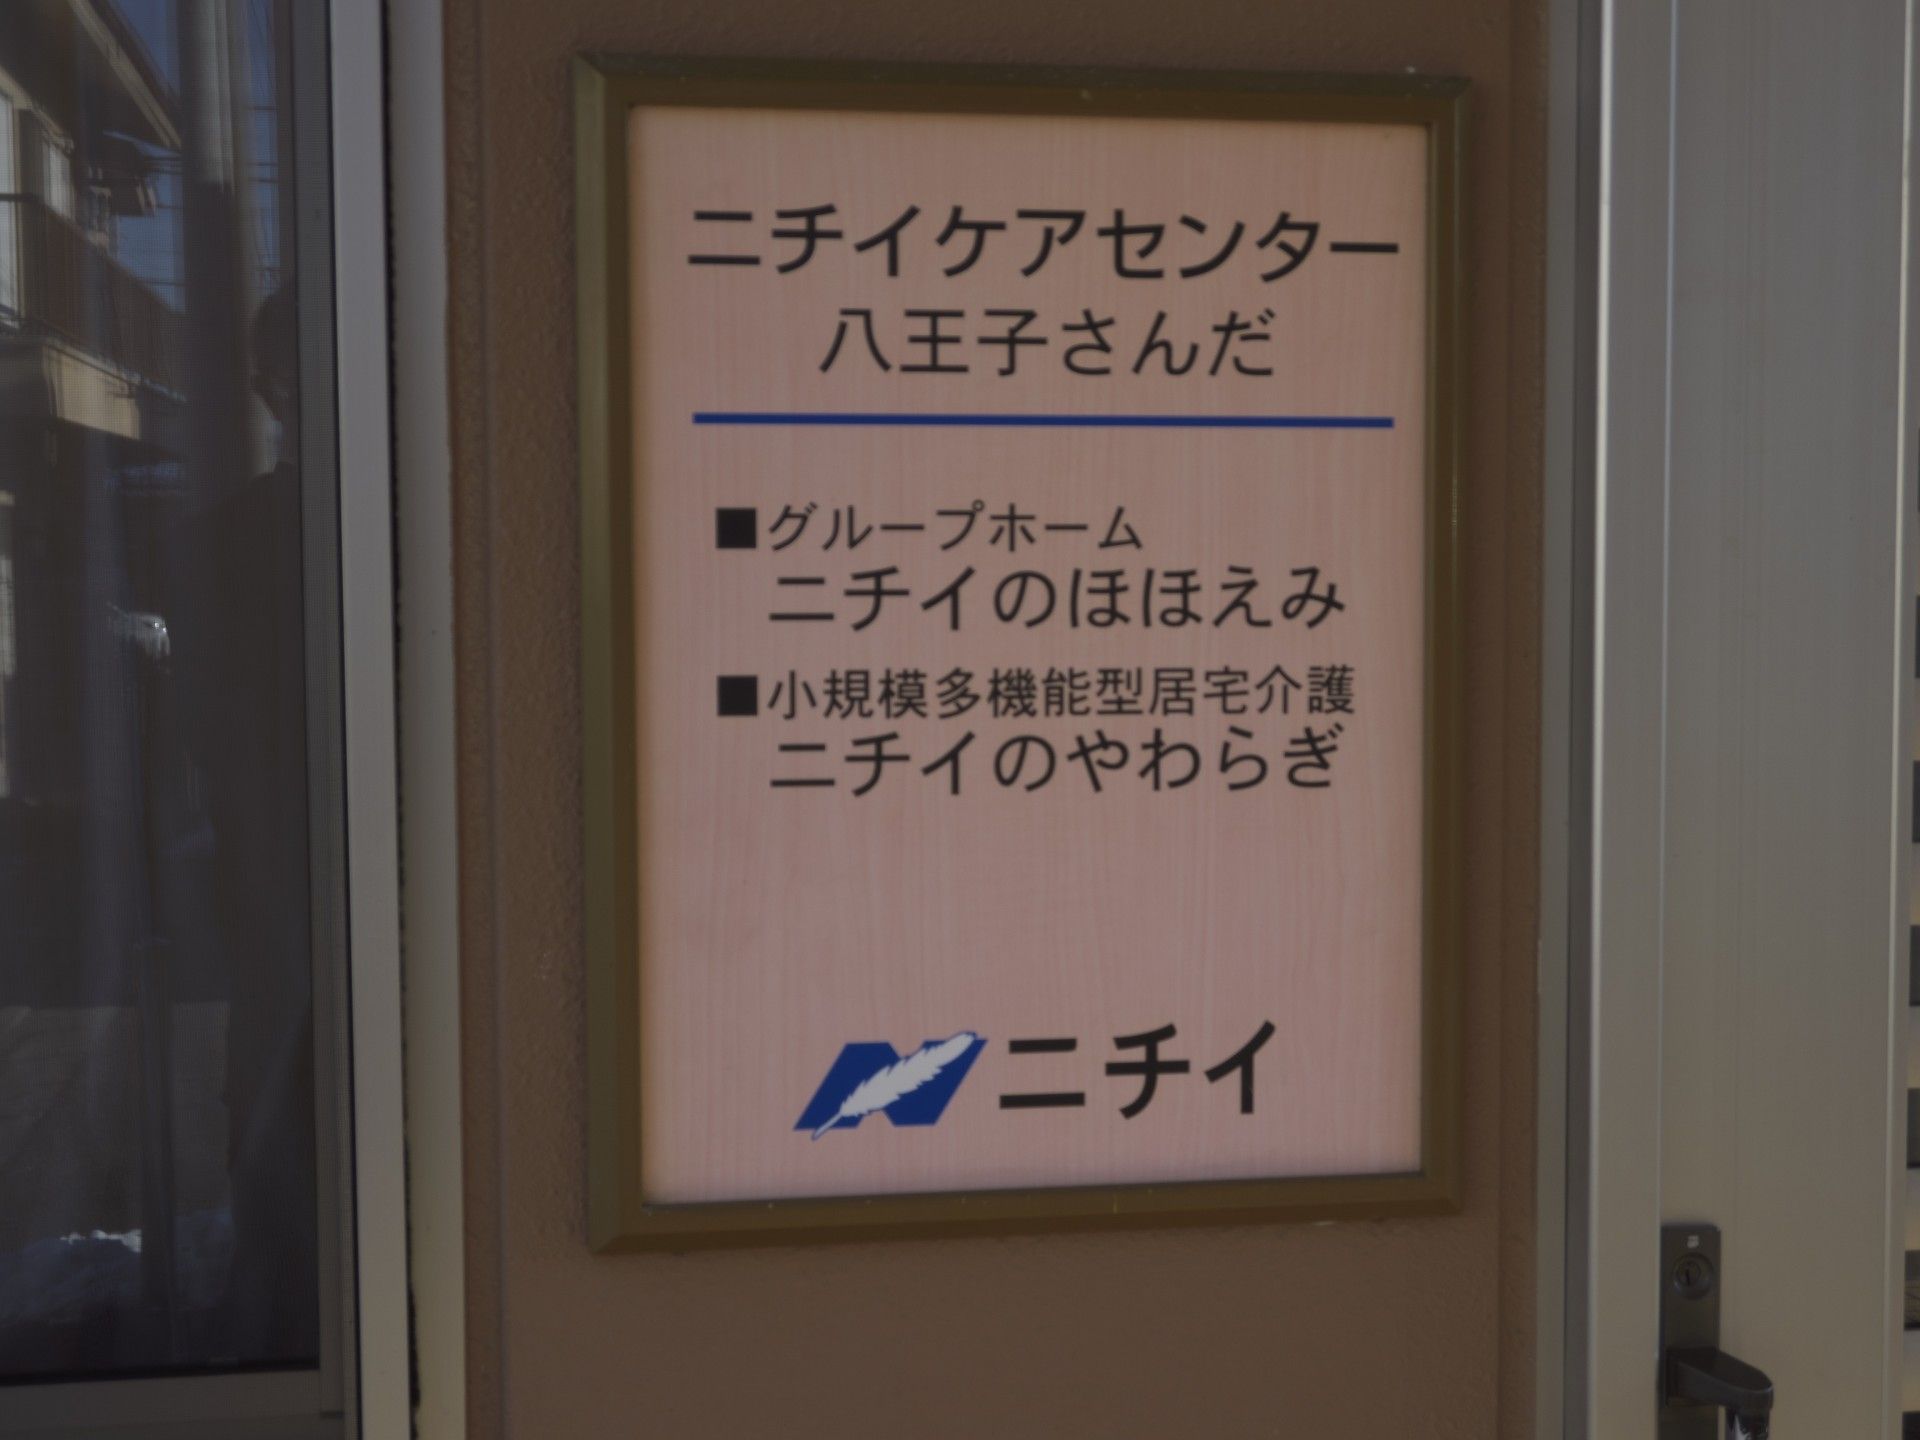 ニチイケアセンター
八王子さんだ
■グループホーム
ニチイのほほえみ
■小規模多機能型居宅介護
ニチイのやわらぎ
ニチイ